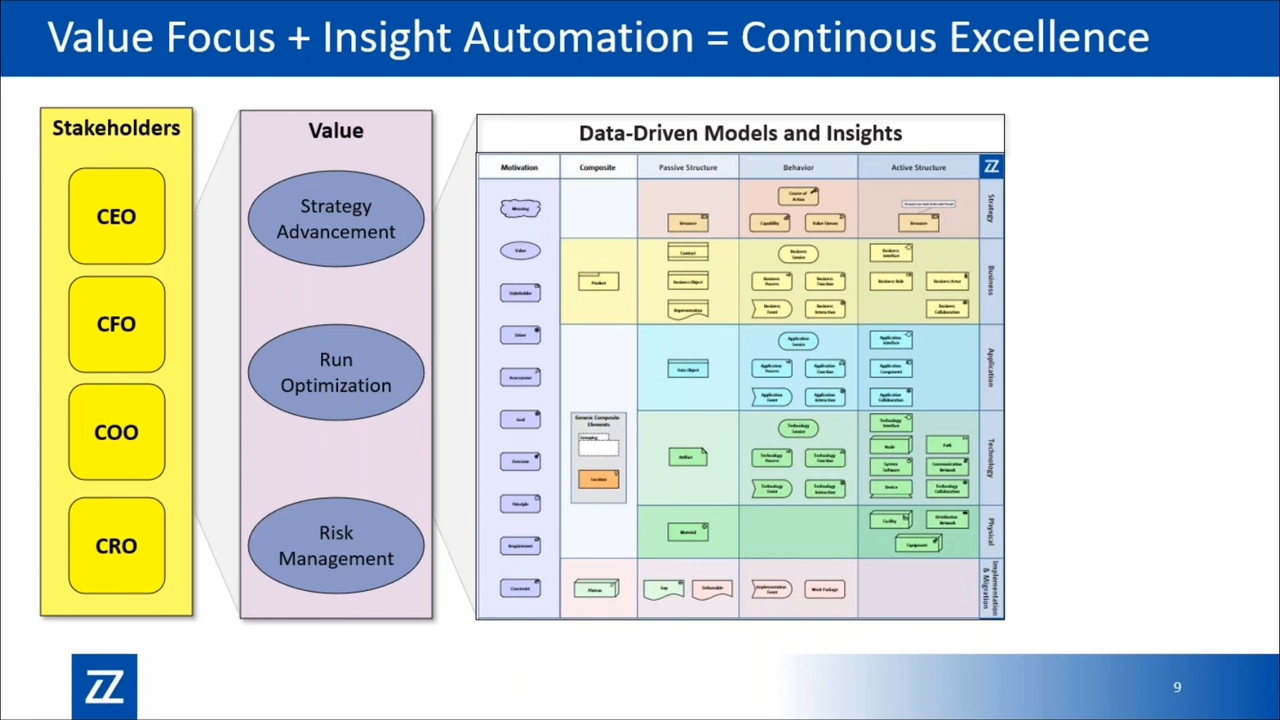 Value Focus + Insight Automation = Continous Excellence
Stakeholders
CEO
CFO
COO
CRO
Value
Strategy
Advancement
Run
Optimization
Risk
Management
Data-Driven Models and Insights
Motivation
Composite
Passive Structure
Behavior
Active Structure
Meaning
Value
Stakeholder
Driver
Assessment
Goal
Outcome
Principle
Requirement
Constraint
Product
Generic Composite
Elements
Grouping
Location
Plateau
Resource
Contract
Business Object
Representation
Data Object
Artifact
Material
Gap
Deliverable
Course of
Action
Capability
Value Stream
Business
Service
Business
Process
Business
Function
Business
Event
Business
Interaction
Application
Service
Application
Process
Application
Function
Application
Event
Application
Interaction
Technology
Service
Technology
Process
Technology
Function
Technology
Event
Technology
Interaction
Implementation
Event
Work Package
Resource
Business
Interface
Business Role
Business Actor
Business
Collaboration
Application
Interface
Application
Component
Application
Collaboration
Technology
Interface
Node
Path
System
Software
Communication
Network
Device
Technology
Collaboration
Facility
Distribution
Network
Equipment
Strategy
Business
Application
Technology
Physical
Implementation
& Migration
9